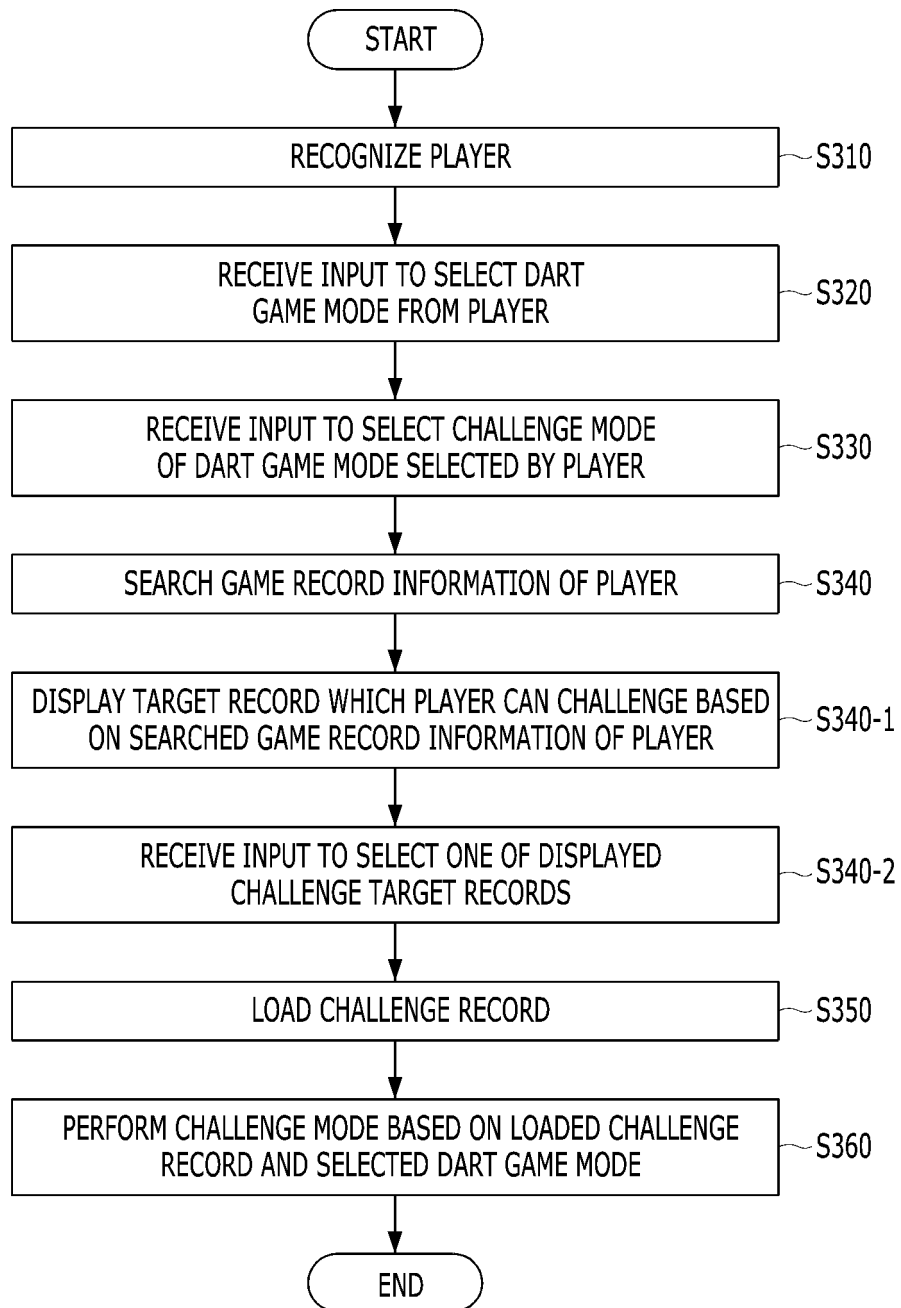 START
RECOGNIZE PLAYER
S310
RECEIVE INPUT TO SELECT DART
GAME MODE FROM PLAYER
S320
RECEIVE INPUT TO SELECT CHALLENGE MODE
OF DART GAME MODE SELECTED BY PLAYER
S330
SEARCH GAME RECORD INFORMATION OF PLAYER
S340
DISPLAY TARGET RECORD WHICH PLAYER CAN CHALLENGE BASED
ON SEARCHED GAME RECORD INFORMATION OF PLAYER
S340-1
RECEIVE INPUT TO SELECT ONE OF DISPLAYED
CHALLENGE TARGET RECORDS
S340-2
LOAD CHALLENGE RECORD
S350
PERFORM CHALLENGE MODE BASED ON LOADED CHALLENGE
RECORD AND SELECTED DART GAME MODE
S360
END